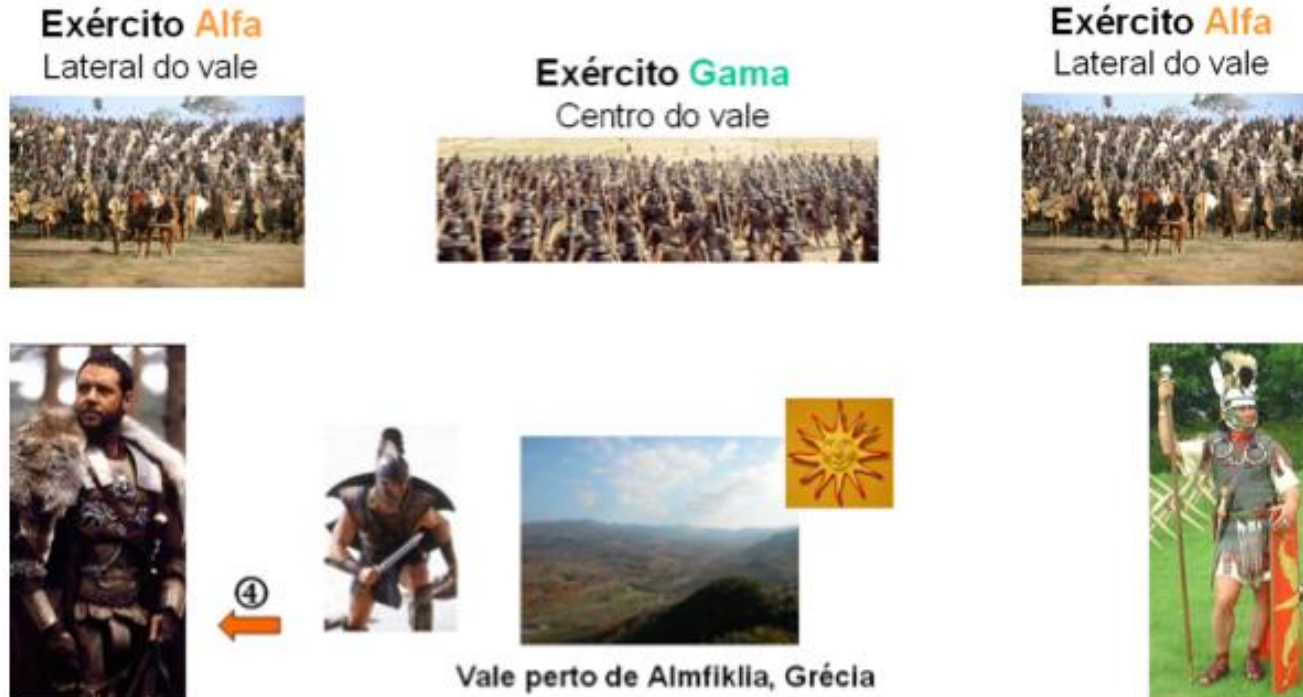 Exército Alfa
Lateral do vale
Exército Gama
Centro do vale
Exército Alfa
Lateral do vale
④
Vale perto de Almfiklia, Grécia